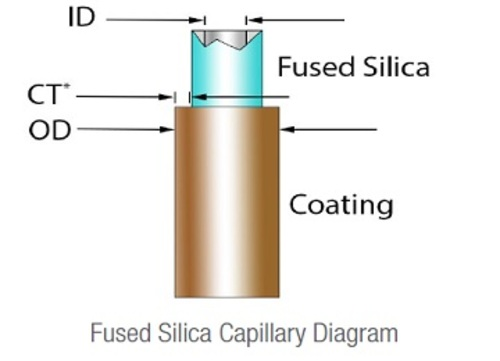 ID
Fused Silica
CT*
OD
Coating
Fused Silica Capillary Diagram